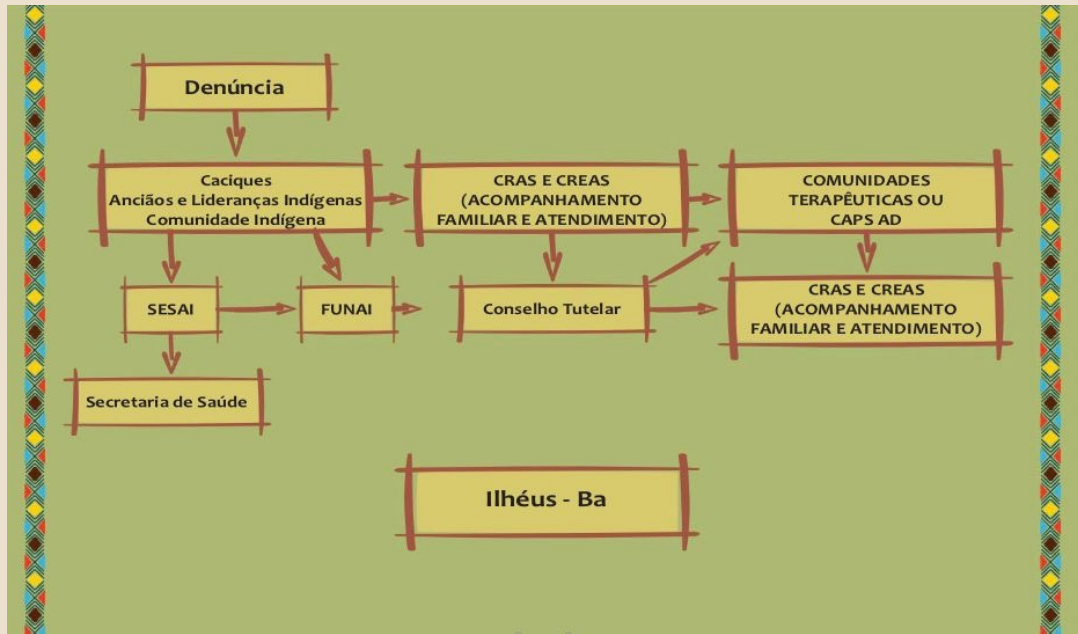 Denúncia
Caciques
Anciãos e Lideranças Indígenas
Comunidade Indígena
CRAS E CREAS
(ACOMPANHAMENTO
FAMILIAR E ATENDIMENTO)
COMUNIDADES
TERAPÊUTICAS OU
CAPS AD
SESAI
FUNAI
Conselho Tutelar
CRAS E CREAS
(ACOMPANHAMENTO
FAMILIAR E ATENDIMENTO)
Secretaria de Saúde
Ilhéus - Ba